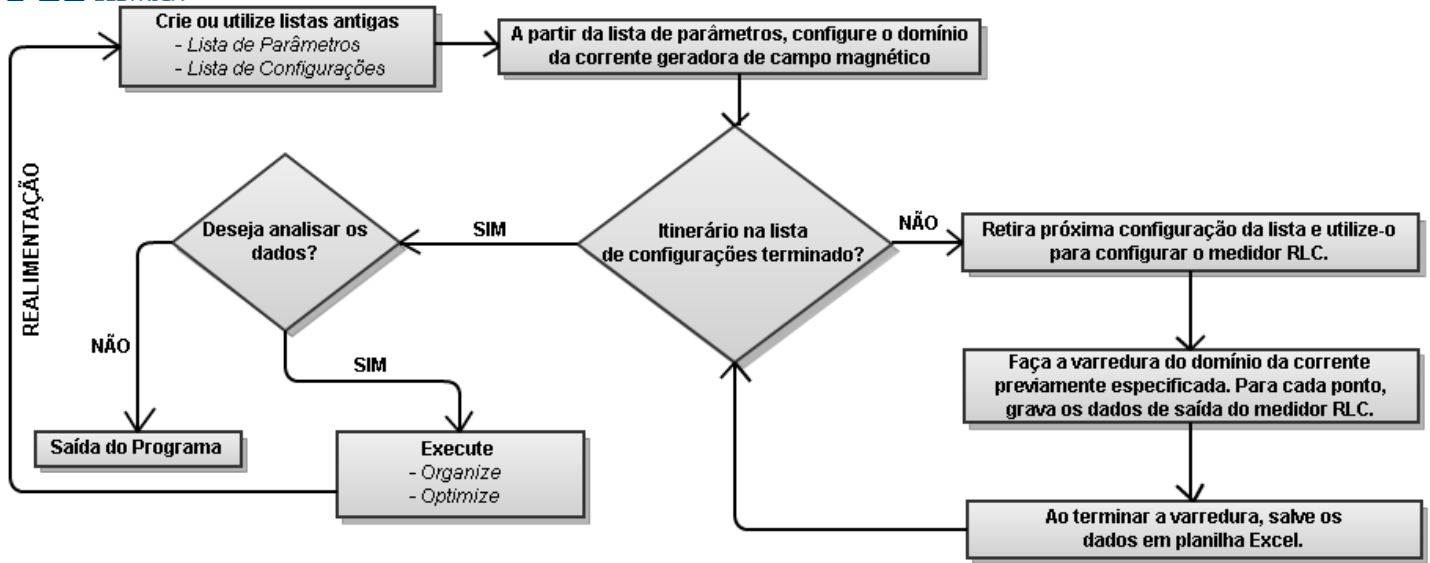 Crie ou utilize listas antigas
- Lista de Parâmetros
- Lista de Configurações
A partir da lista de parâmetros, configure o domínio
da corrente geradora de campo magnético
REALIMENTAÇÃO
Deseja analisar os
dados?
SIM
Itinerário na lista
de configurações terminado?
NÃO
Retira próxima configuração da lista e utilize-o
para configurar o medidor RLC.
NÃO
SIM
Faça a varredura do domínio da corrente
previamente especificada. Para cada ponto,
grava os dados de saída do medidor RLC.
Saída do Programa
Execute
- Organize
- Optimize
Ao terminar a varredura, salve os
dados em planilha Excel.